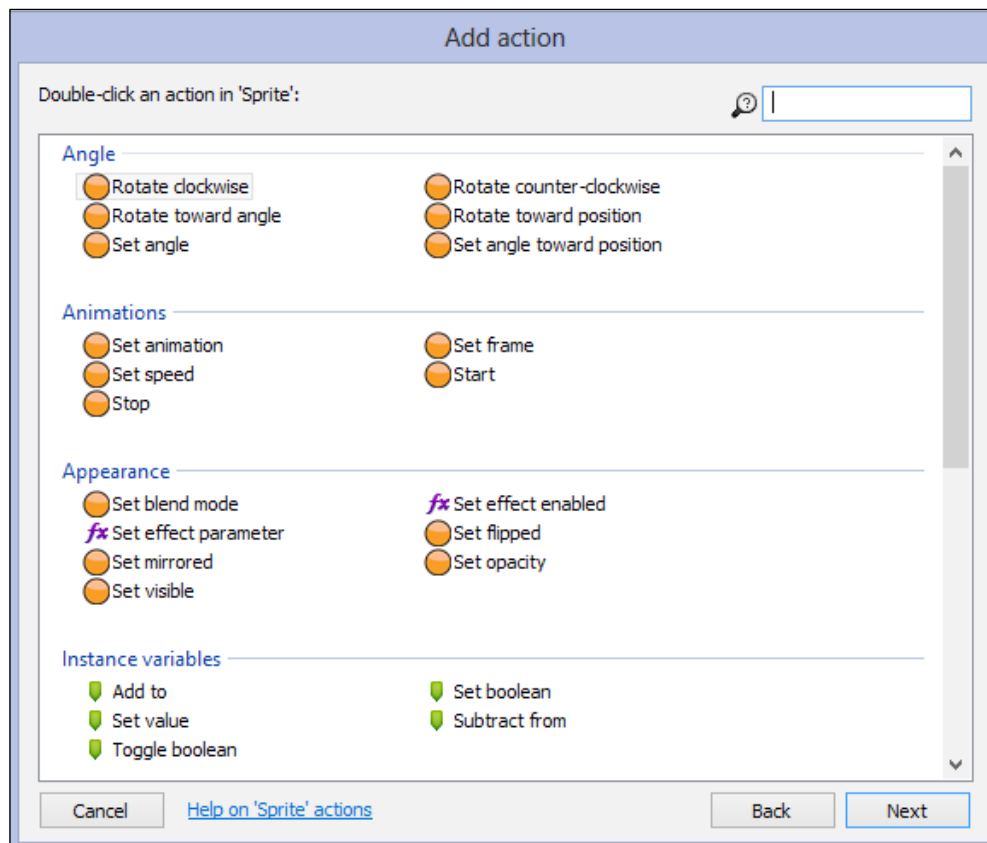 Add action
Double-click an action in 'Sprite':
Angle
Rotate clockwise Rotate counter-clockwise
Rotate toward angle Rotate toward position
Set angle Set angle toward position
Animations
Set animation Set frame
Set speed Start
Stop
Appearance
Set blend mode fx Set effect enabled
fx Set effect parameter Set flipped
Set mirrored Set opacity
Set visible
Instance variables
Add to Set boolean
Set value Subtract from
Toggle boolean
Cancel Help on 'Sprite' actions Back Next